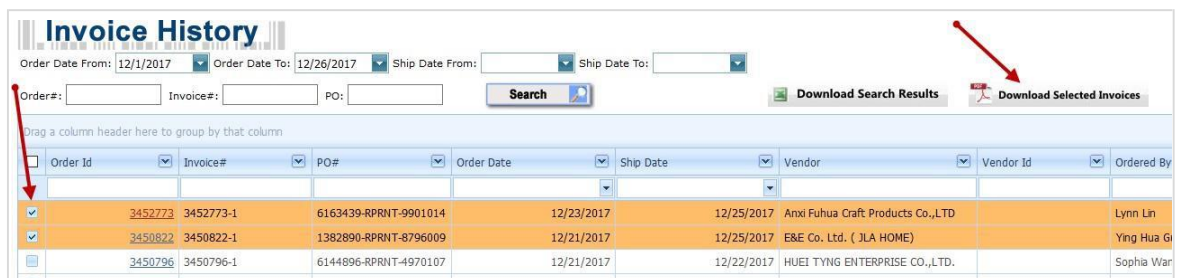 Invoice History
Order Date From: 12/1/2017 Order Date To: 12/26/2017 Ship Date From: Ship Date To:
Order#: Invoice#: PO: Search Download Search Results PDF Download Selected Invoices
Drag a column header here to group by that column
Order Id Invoice# PO# Order Date Ship Date Vendor Vendor Id Ordered By
3452773 3452773-1 6163439-RPRNT-9901014 12/23/2017 12/25/2017 Anxi Fuhua Craft Products Co.,LTD Lynn Lin
3450822 3450822-1 1382890-RPRNT-8796009 12/21/2017 12/25/2017 E&E Co. Ltd. ( JLA HOME) Ying Hua
3450796 3450796-1 6144896-RPRNT-4970107 12/21/2017 12/22/2017 HUEI TYNG ENTERPRISE CO.,LTD. Sophia